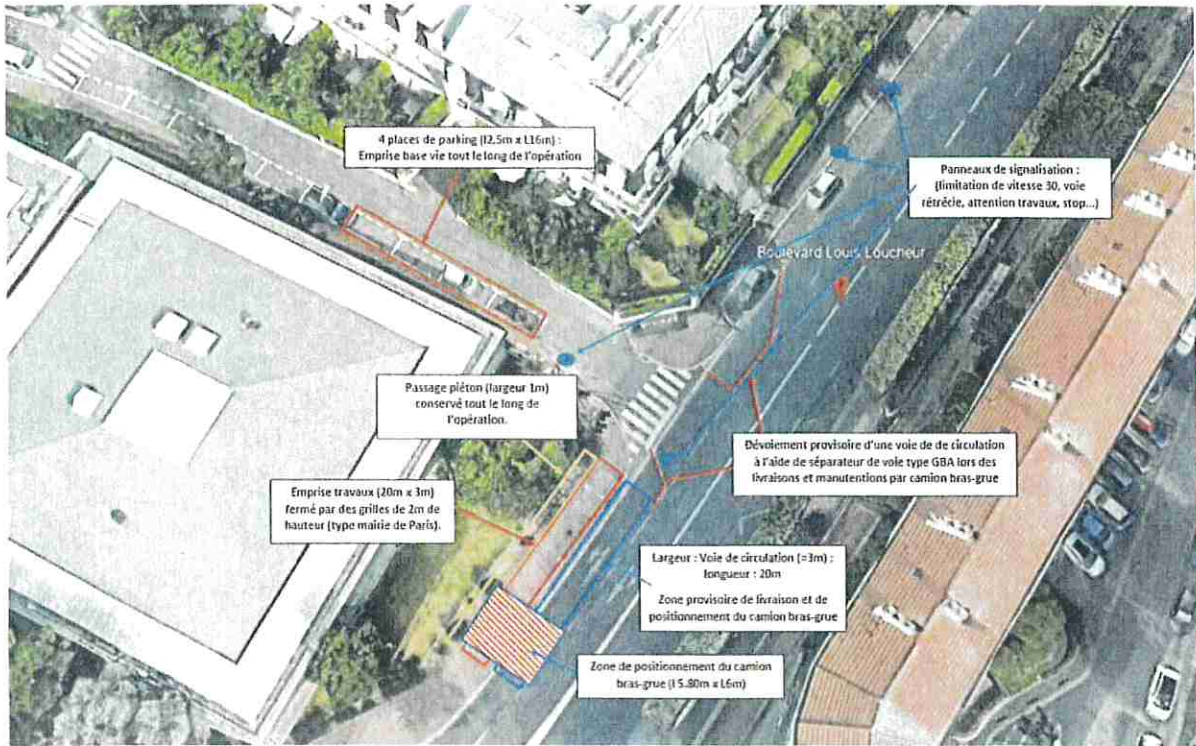 4 places de parking (l2,5m x L16m) :
Emprise base vie tout le long de l'opération
Panneaux de signalisation :
(limitation de vitesse 30, voie
rétrécie, attention travaux, stop...)
Boulevard Louis Loucheur
Passage piéton (largeur 1m)
conservé tout le long de
l'opération.
Dévoiement provisoire d'une voie de de circulation
à l'aide de séparateur de voie type GBA lors des
livraisons et manutentions par camion bras-grue
Emprise travaux (20m x 3m)
fermé par des grilles de 2m de
hauteur (type mairie de Paris).
Largeur : Voie de circulation (≈3m) ;
longueur : 20m
Zone provisoire de livraison et de
positionnement du camion bras-grue
Zone de positionnement du camion
bras-grue (l 5.80m x L6m)